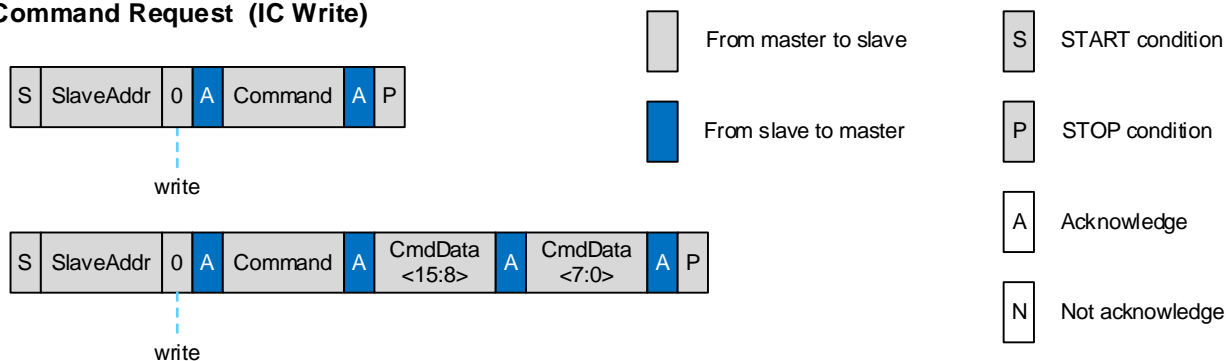 Command Request (IC Write)
S SlaveAddr 0 A Command A P
write
S SlaveAddr 0 A Command A CmdData <15:8> A CmdData <7:0> A P
write
From master to slave
From slave to master
S START condition
P STOP condition
A Acknowledge
N Not acknowledge